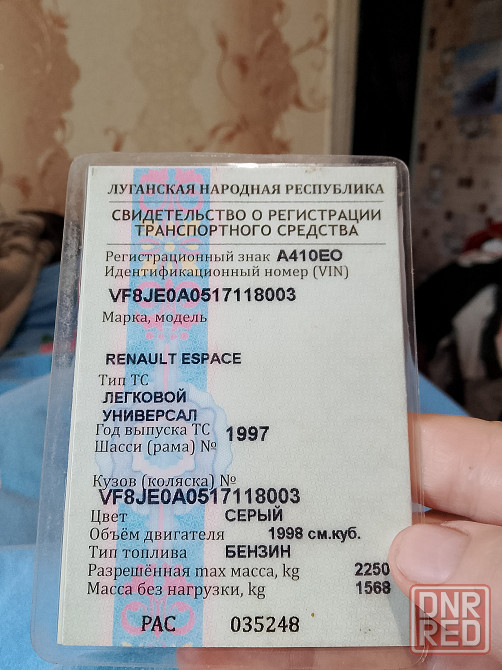 ЛУГАНСКАЯ НАРОДНАЯ РЕСПУБЛИКА
СВИДЕТЕЛЬСТВО О РЕГИСТРАЦИИ
ТРАНСПОРТНОГО СРЕДСТВА
Регистрационный знак А410ЕО
Идентификационный номер (VIN)
VF8JE0A0517118003
Марка, модель
RENAULT ESPACE
Тип ТС
ЛЕГКОВОЙ
УНИВЕРСАЛ
Год выпуска ТС 1997
Шасси (рама) №
Кузов (коляска) №
VF8JE0A0517118003
Цвет СЕРЫЙ
Объём двигателя 1998 см.куб.
Тип топлива БЕНЗИН
Разрешённая max масса, kg 2250
Масса без нагрузки, kg 1568
РАС 035248
DNR
RED